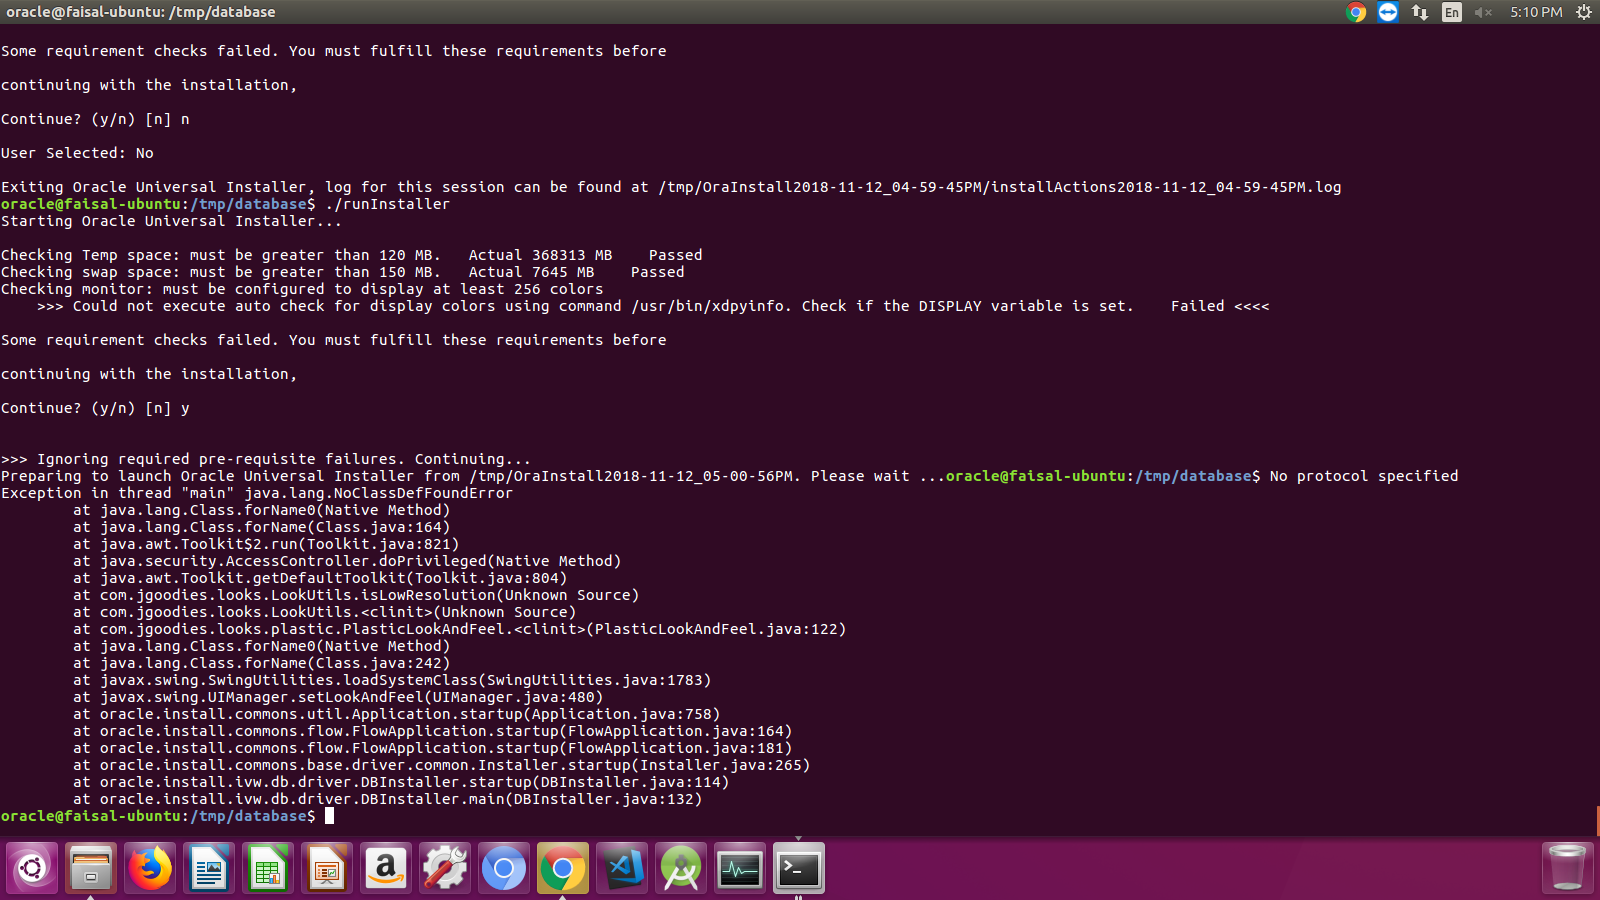 oracle@faisal-ubuntu: /tmp/database
En
5:10 PM
Some requirement checks failed. You must fulfill these requirements before
continuing with the installation,
Continue? (y/n) [n] n
User Selected: No
Exiting Oracle Universal Installer, log for this session can be found at /tmp/OraInstall2018-11-12_04-59-45PM/installActions2018-11-12_04-59-45PM.log
oracle@faisal-ubuntu:/tmp/database$ ./runInstaller
Starting Oracle Universal Installer...
Checking Temp space: must be greater than 120 MB.   Actual 368313 MB    Passed
Checking swap space: must be greater than 150 MB.   Actual 7645 MB    Passed
Checking monitor: must be configured to display at least 256 colors
    >>> Could not execute auto check for display colors using command /usr/bin/xdpyinfo. Check if the DISPLAY variable is set.    Failed <<<<
Some requirement checks failed. You must fulfill these requirements before
continuing with the installation,
Continue? (y/n) [n] y
>>> Ignoring required pre-requisite failures. Continuing...
Preparing to launch Oracle Universal Installer from /tmp/OraInstall2018-11-12_05-00-56PM. Please wait ...oracle@faisal-ubuntu:/tmp/database$ No protocol specified
Exception in thread "main" java.lang.NoClassDefFoundError
        at java.lang.Class.forName0(Native Method)
        at java.lang.Class.forName(Class.java:164)
        at java.awt.Toolkit$2.run(Toolkit.java:821)
        at java.security.AccessController.doPrivileged(Native Method)
        at java.awt.Toolkit.getDefaultToolkit(Toolkit.java:804)
        at com.jgoodies.looks.LookUtils.isLowResolution(Unknown Source)
        at com.jgoodies.looks.LookUtils.<clinit>(Unknown Source)
        at com.jgoodies.looks.plastic.PlasticLookAndFeel.<clinit>(PlasticLookAndFeel.java:122)
        at java.lang.Class.forName0(Native Method)
        at java.lang.Class.forName(Class.java:242)
        at javax.swing.SwingUtilities.loadSystemClass(SwingUtilities.java:1783)
        at javax.swing.UIManager.setLookAndFeel(UIManager.java:480)
        at oracle.install.commons.util.Application.startup(Application.java:758)
        at oracle.install.commons.flow.FlowApplication.startup(FlowApplication.java:164)
        at oracle.install.commons.flow.FlowApplication.startup(FlowApplication.java:181)
        at oracle.install.commons.base.driver.common.Installer.startup(Installer.java:265)
        at oracle.install.ivw.db.driver.DBInstaller.startup(DBInstaller.java:114)
        at oracle.install.ivw.db.driver.DBInstaller.main(DBInstaller.java:132)
oracle@faisal-ubuntu:/tmp/database$